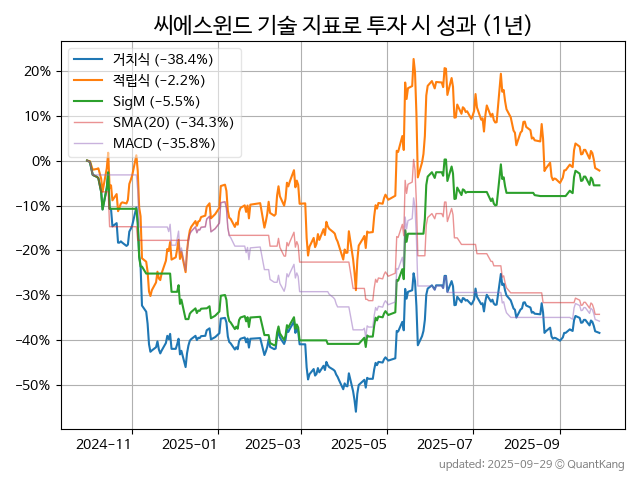 씨에스윈드 기술 지표로 투자 시 성과 (1년)
거치식 (−38.4%)
적립식 (−2.2%)
SigM (−5.5%)
SMA(20) (−34.3%)
MACD (−35.8%)
20%
10%
0%
−10%
−20%
−30%
−40%
−50%
2024-11 2025-01 2025-03 2025-05 2025-07 2025-09
updated: 2025-09-29 © QuantKang